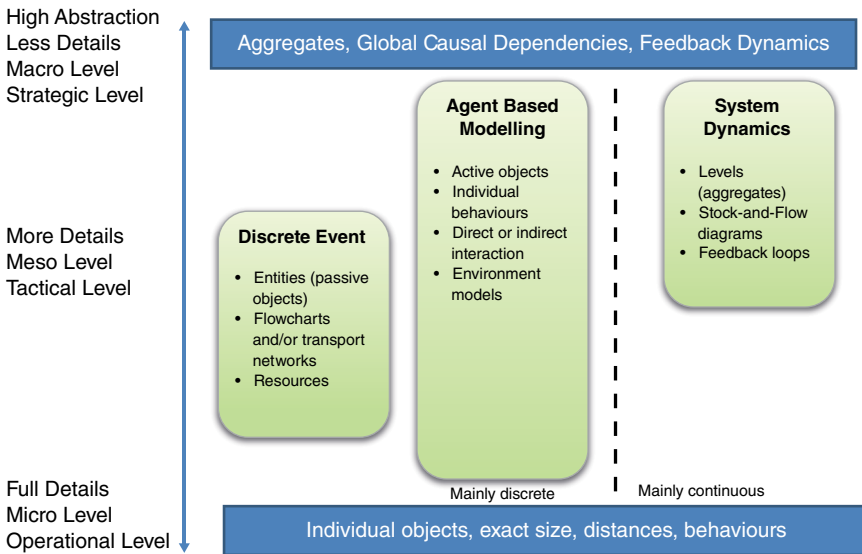 High Abstraction
Less Details
Macro Level
Strategic Level
Aggregates, Global Causal Dependencies, Feedback Dynamics
Agent Based
Modelling
• Active objects
• Individual
behaviours
• Direct or indirect
interaction
• Environment
models
System
Dynamics
• Levels
(aggregates)
• Stock-and-Flow
diagrams
• Feedback loops
More Details
Meso Level
Tactical Level
Discrete Event
• Entities (passive
objects)
• Flowcharts
and/or transport
networks
• Resources
Full Details
Micro Level
Operational Level
Mainly discrete
Mainly continuous
Individual objects, exact size, distances, behaviours